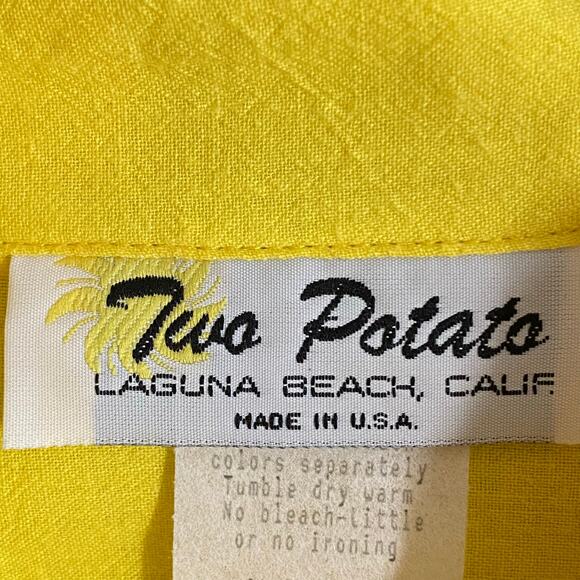 Two Potato
LAGUNA BEACH, CALIF
MADE IN U.S.A.
colors separately
Tumble dry warm
No bleach-little
or no ironing